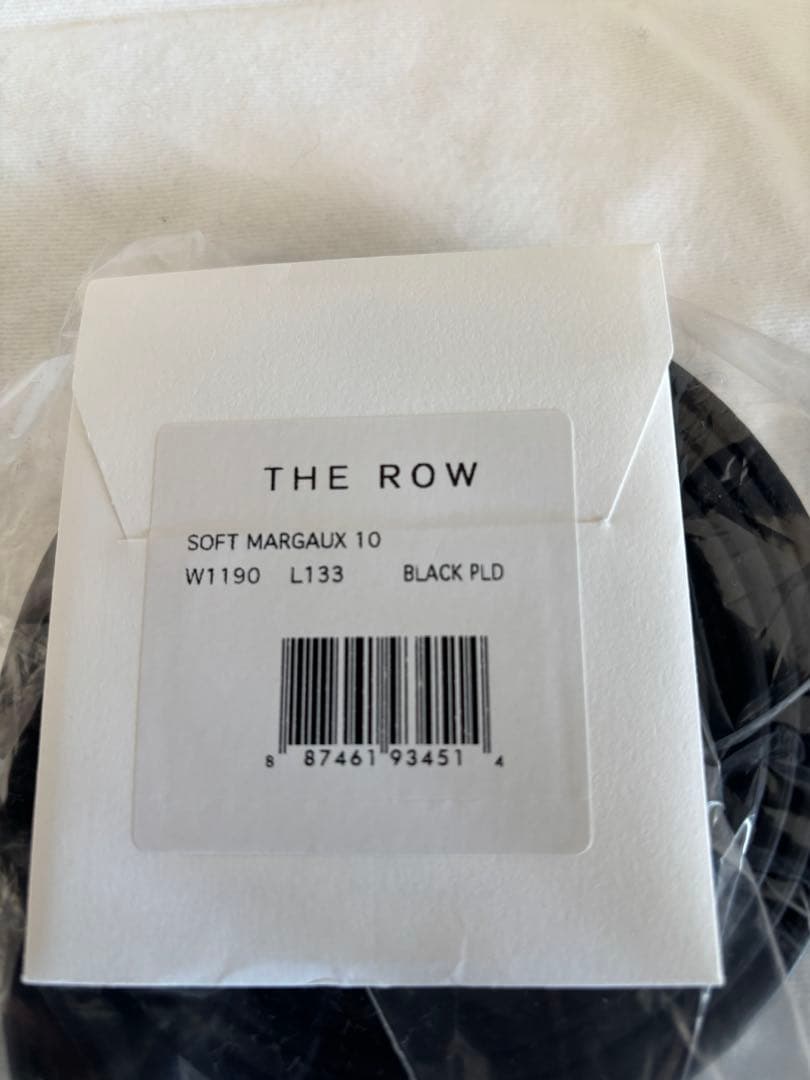 THE ROW
SOFT MARGAUX 10
W1190 L133 BLACK PLD
8 87461 93451 4